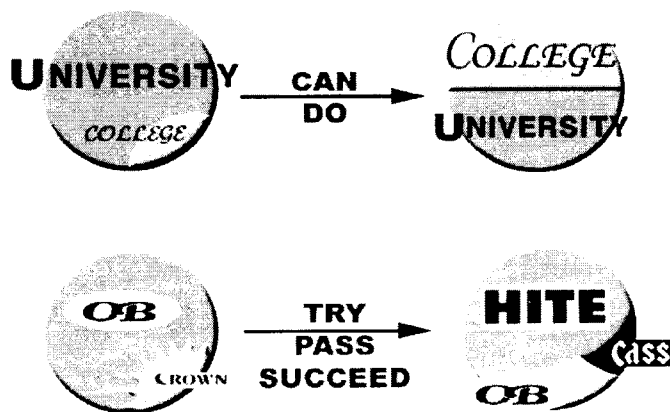 UNIVERSITY
COLLEGE
CAN
DO
COLLEGE
UNIVERSITY
OB
CROWN
TRY
PASS
SUCCEED
HITE
Cass
OB